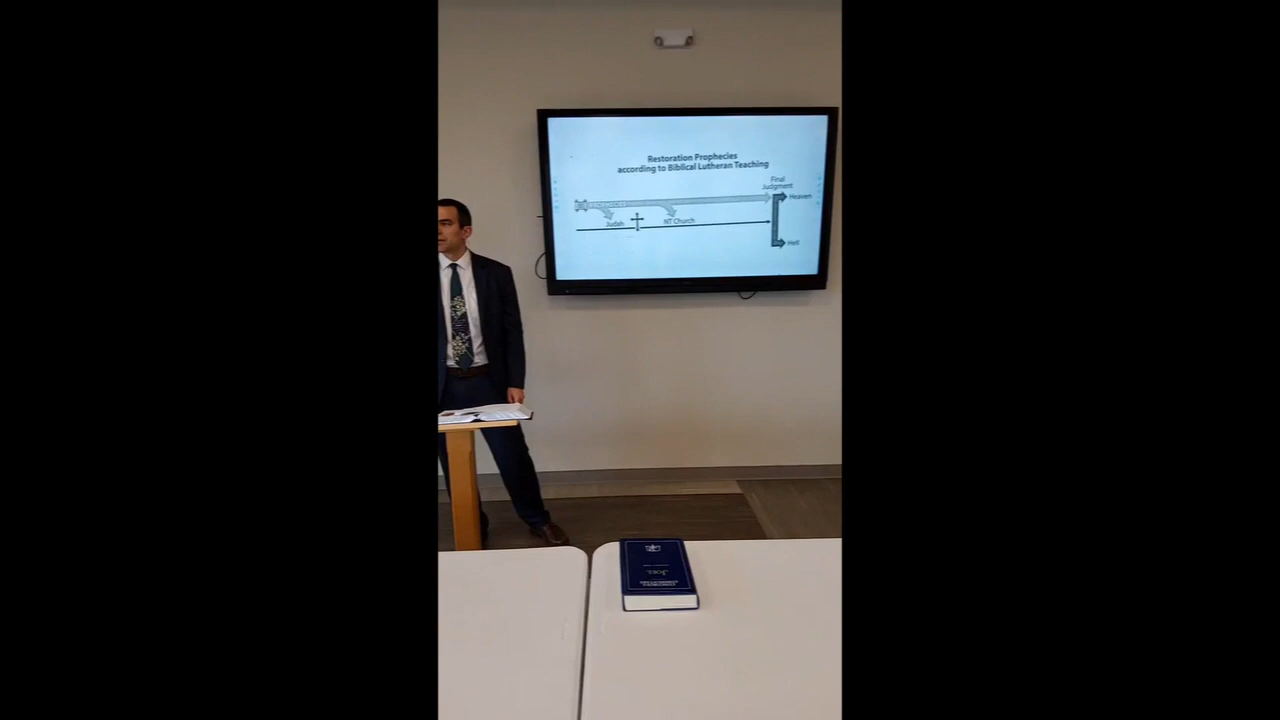 Restoration Prophecies
according to Biblical Lutheran Teaching
Final
Judgment
Heaven
Judah
NT Church
Hell
JOEL